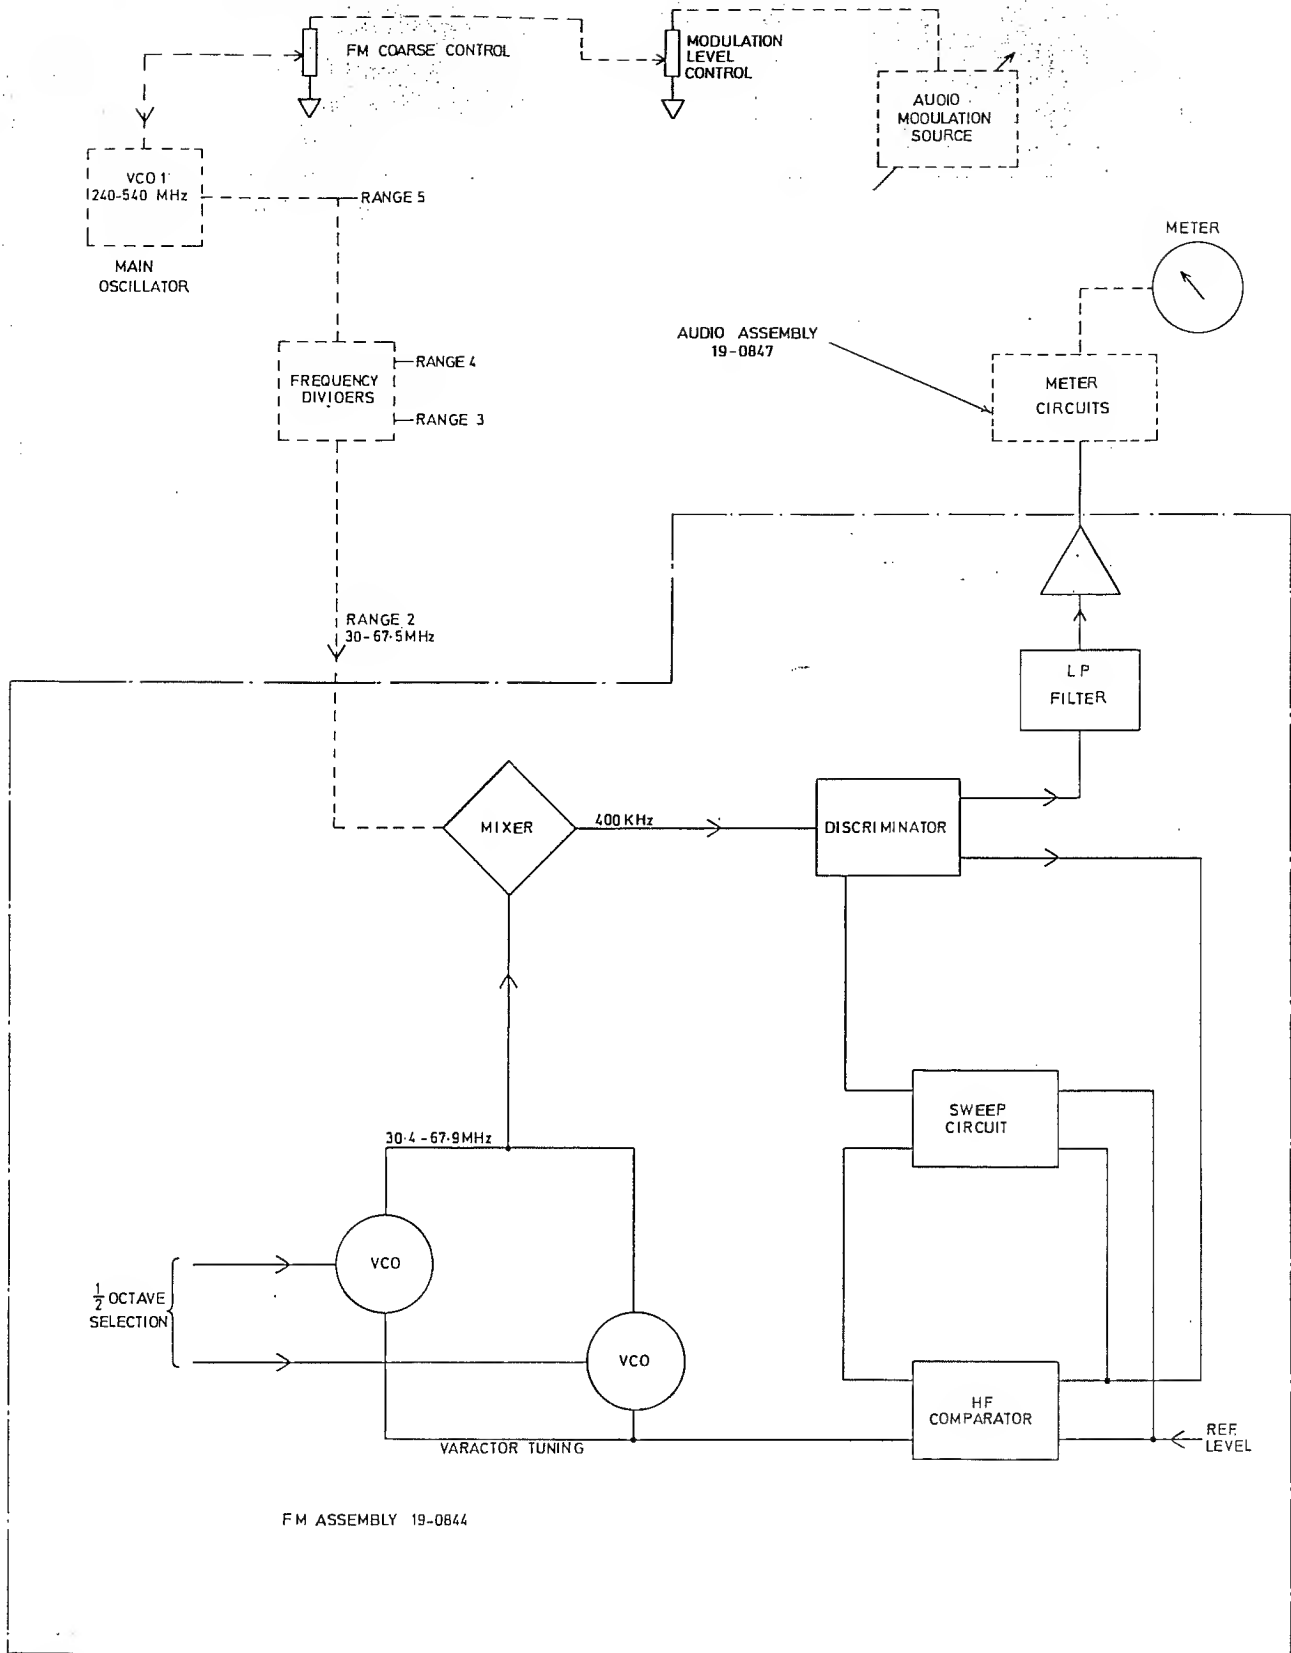 FM COARSE CONTROL
MODULATION
LEVEL
CONTROL
AUDIO
MODULATION
SOURCE
VCO 1
240-540 MHz
RANGE 5
MAIN
OSCILLATOR
METER
AUDIO ASSEMBLY
19-0847
FREQUENCY
DIVIDERS
RANGE 4
RANGE 3
METER
CIRCUITS
RANGE 2
30-67·5MHz
LP
FILTER
MIXER
400KHz
DISCRIMINATOR
SWEEP
CIRCUIT
30·4-67·9MHz
VCO
1/2 OCTAVE
SELECTION
VCO
HF
COMPARATOR
VARACTOR TUNING
REF.
LEVEL
FM ASSEMBLY 19-0844